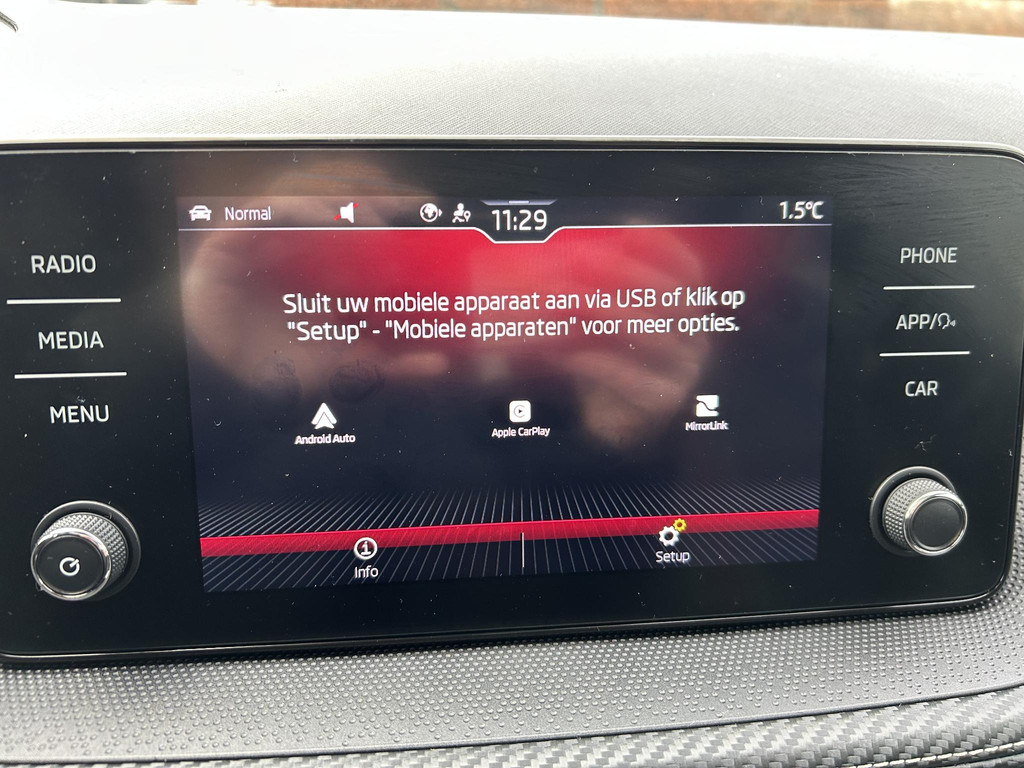 Normal
11:29
1.5°C
RADIO
MEDIA
MENU
Sluit uw mobiele apparaat aan via USB of klik op
"Setup" - "Mobiele apparaten" voor meer opties.
Android Auto
Apple CarPlay
MirrorLink
Info
Setup
PHONE
APP/
CAR